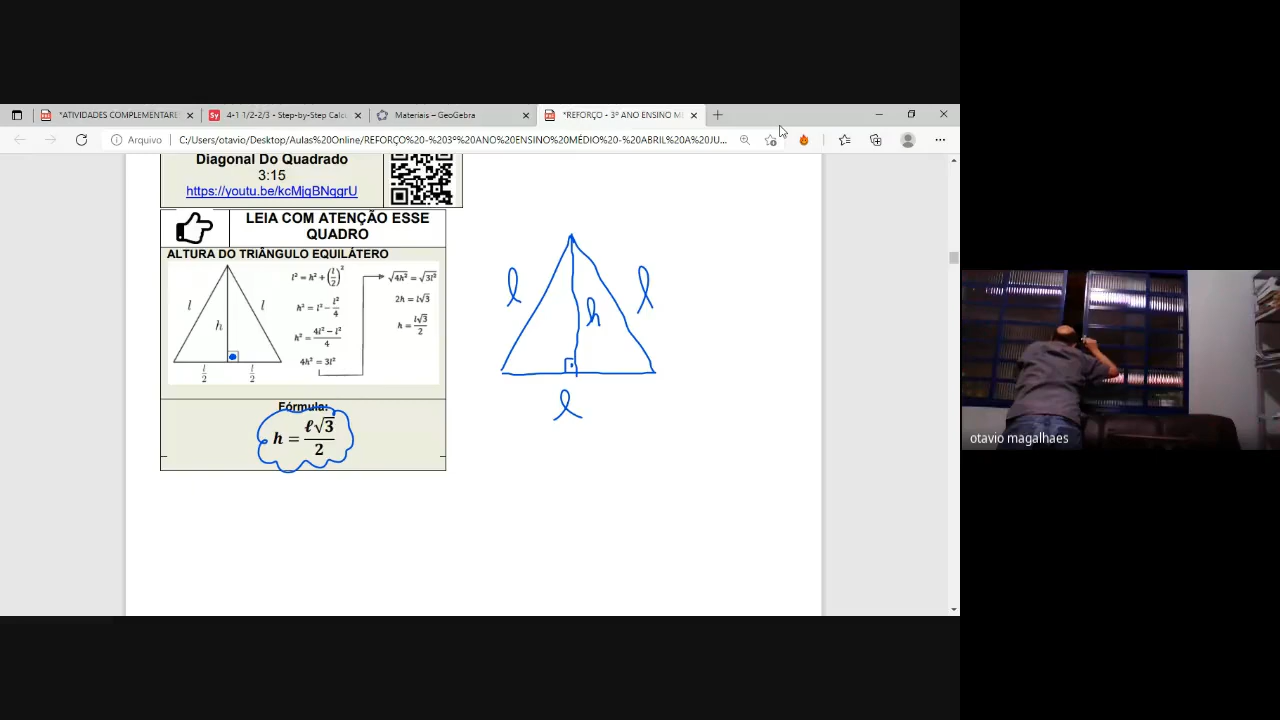 *ATIVIDADES COMPLEMENTARE
4-1 1/2-2/3 - Step-by-Step Calcu
Materiais – GeoGebra
*REFORÇO - 3º ANO ENSINO MÉ
Arquivo
C:/Users/otavio/Desktop/Aulas%20Online/REFORÇO%20-%203º%20ANO%20ENSINO%20MÉDIO%20-%20ABRIL%20A%20JU...
Diagonal Do Quadrado
3:15
https://youtu.be/kcMjqBNqgrU
LEIA COM ATENÇÃO ESSE
QUADRO
ALTURA DO TRIÂNGULO EQUILÁTERO
l l
h
l/2 l/2
l² = h² + (l/2)²
h² = l² - l²/4
h² = (4l² - l²)/4
4h² = 3l²
√4h² = √3l²
2h = l√3
h = l√3/2
Fórmula:
h = ℓ√3/2
l l
h
l
otavio magalhaes